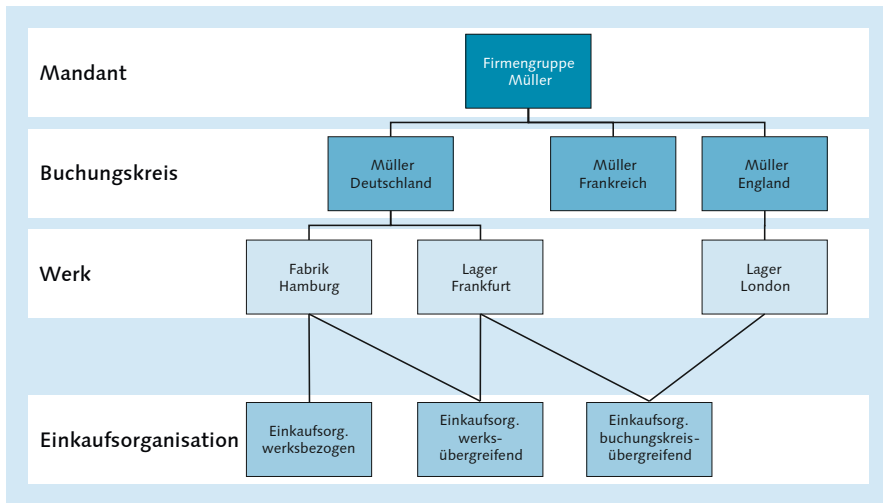 Mandant
Firmengruppe
Müller
Buchungskreis
Müller
Deutschland
Müller
Frankreich
Müller
England
Werk
Fabrik
Hamburg
Lager
Frankfurt
Lager
London
Einkaufsorganisation
Einkaufsorg.
werksbezogen
Einkaufsorg.
werks-
übergreifend
Einkaufsorg.
buchungskreis-
übergreifend